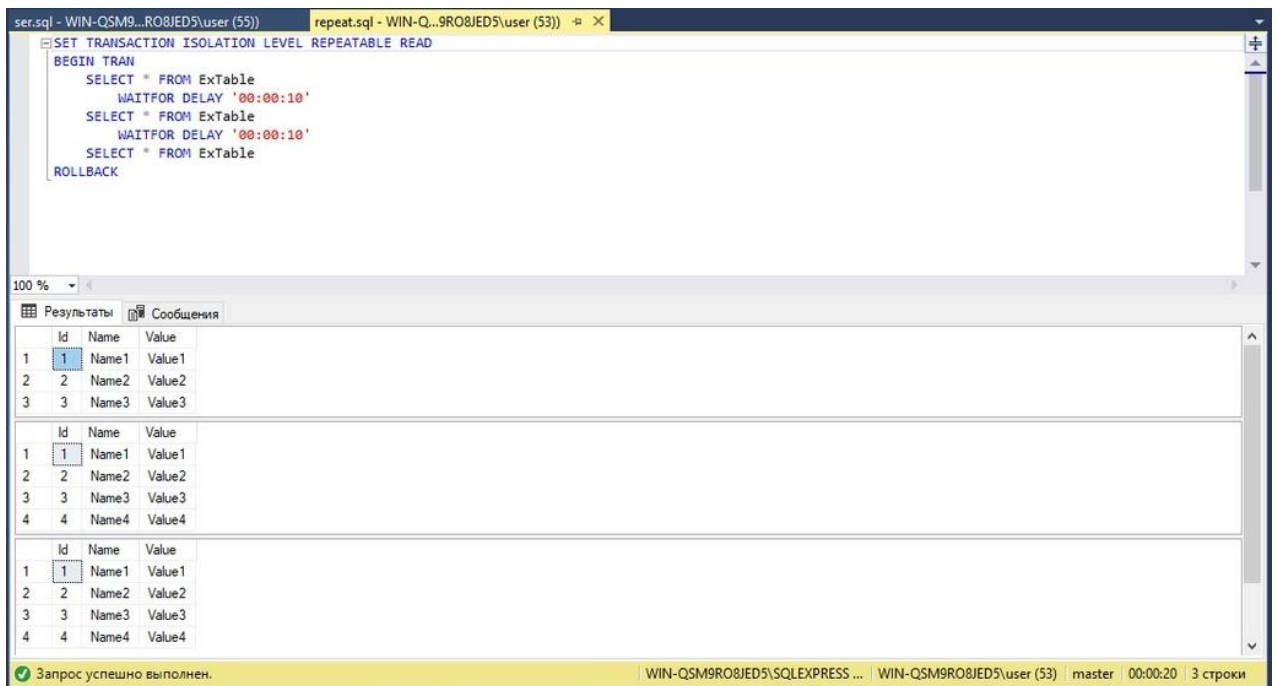 ser.sql - WIN-QSM9...RO8JED5\user (55))
repeat.sql - WIN-Q...9RO8JED5\user (53))
SET TRANSACTION ISOLATION LEVEL REPEATABLE READ
BEGIN TRAN
SELECT * FROM ExTable
WAITFOR DELAY '00:00:10'
SELECT * FROM ExTable
WAITFOR DELAY '00:00:10'
SELECT * FROM ExTable
ROLLBACK
100 %
Результаты Сообщения
Id Name Value
1 1 Name1 Value1
2 2 Name2 Value2
3 3 Name3 Value3
Id Name Value
1 1 Name1 Value1
2 2 Name2 Value2
3 3 Name3 Value3
4 4 Name4 Value4
Id Name Value
1 1 Name1 Value1
2 2 Name2 Value2
3 3 Name3 Value3
4 4 Name4 Value4
Запрос успешно выполнен. WIN-QSM9RO8JED5\SQLEXPRESS ... WIN-QSM9RO8JED5\user (53) master 00:00:20 3 строки